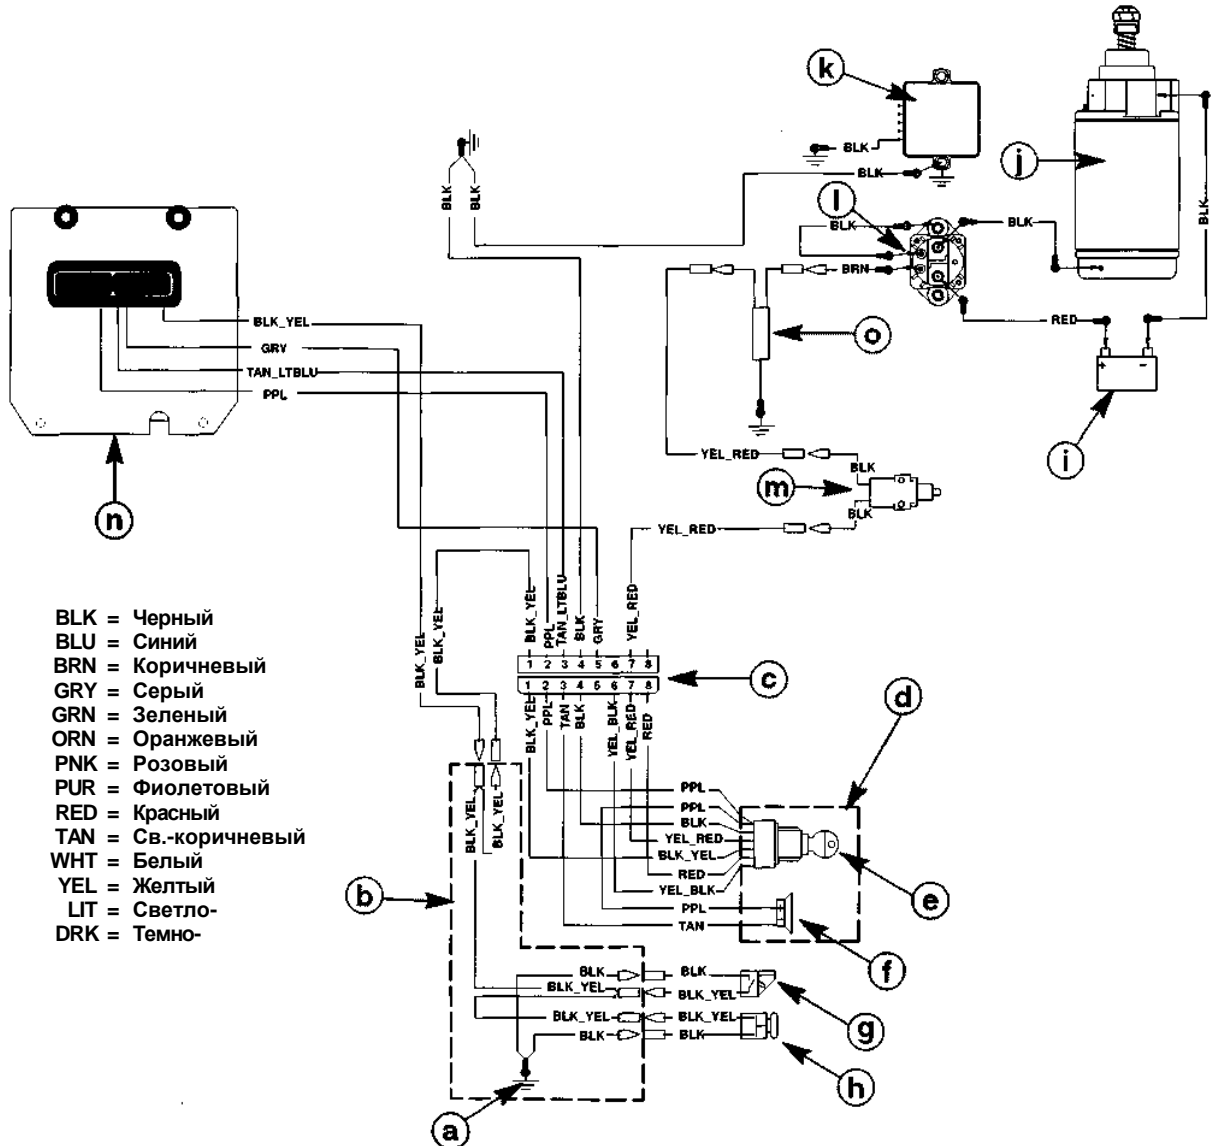 k
j
BLK
BLK
BLK
BLK
BLK
BLK
l
BLK
BLK
BRN
BLK_YEL
GRY
TAN_LTBLU
PPL
RED
o
+ −
i
YEL_RED
BLK
m
BLK
YEL_RED
n
BLK_YEL
BLK_YEL
BLK_YEL
PPL
TAN_LTBLU
BLK
GRY
YEL_RED
1 2 3 4 5 6 7 8
1 2 3 4 5 6 7 8
c
BLK_YEL
PPL
TAN
BLK
YEL_BLK
YEL_RED
RED
d
BLK = Черный
BLU = Синий
BRN = Коричневый
GRY = Серый
GRN = Зеленый
ORN = Оранжевый
PNK = Розовый
PUR = Фиолетовый
RED = Красный
TAN = Св.-коричневый
WHT = Белый
YEL = Желтый
LIT = Светло-
DRK = Темно-
PPL
PPL
BLK
YEL_RED
BLK_YEL
RED
YEL_BLK
PPL
TAN
e
f
BLK_YEL
BLK_YEL
b
BLK BLK
BLK_YEL BLK_YEL
g
BLK_YEL BLK_YEL
BLK BLK
h
a